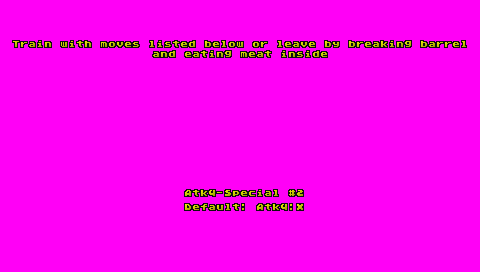 Train with moves listed below or leave by breaking barrel
and eating meat inside
Atk4-Special #2
Default: Atk4:X